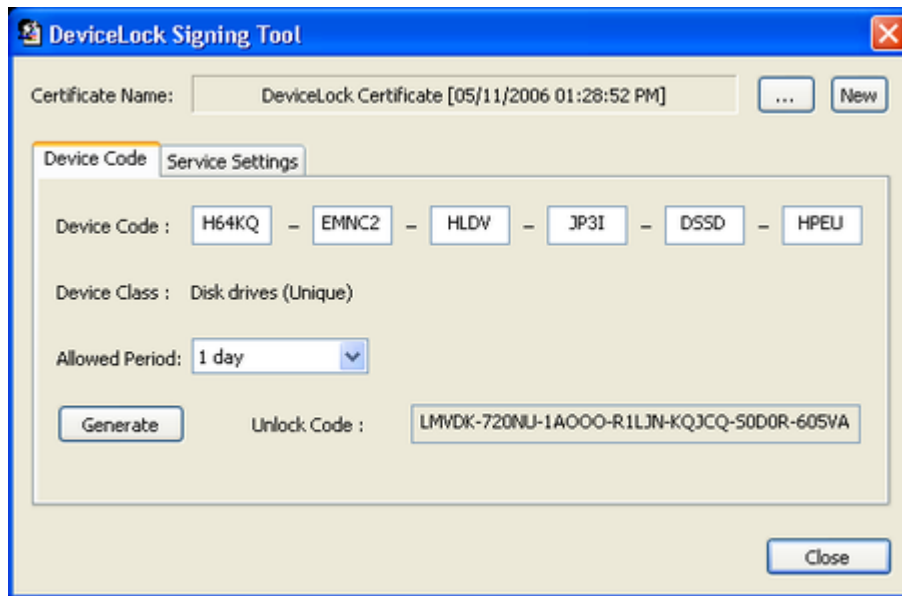 DeviceLock Signing Tool
Certificate Name: DeviceLock Certificate [05/11/2006 01:28:52 PM] ... New
Device Code Service Settings
Device Code : H64KQ – EMNC2 – HLDV – JP3I – DSSD – HPEU
Device Class : Disk drives (Unique)
Allowed Period: 1 day
Generate Unlock Code : LMVDK-720NU-1AOOO-R1LJN-KQJCQ-S0D0R-605VA
Close